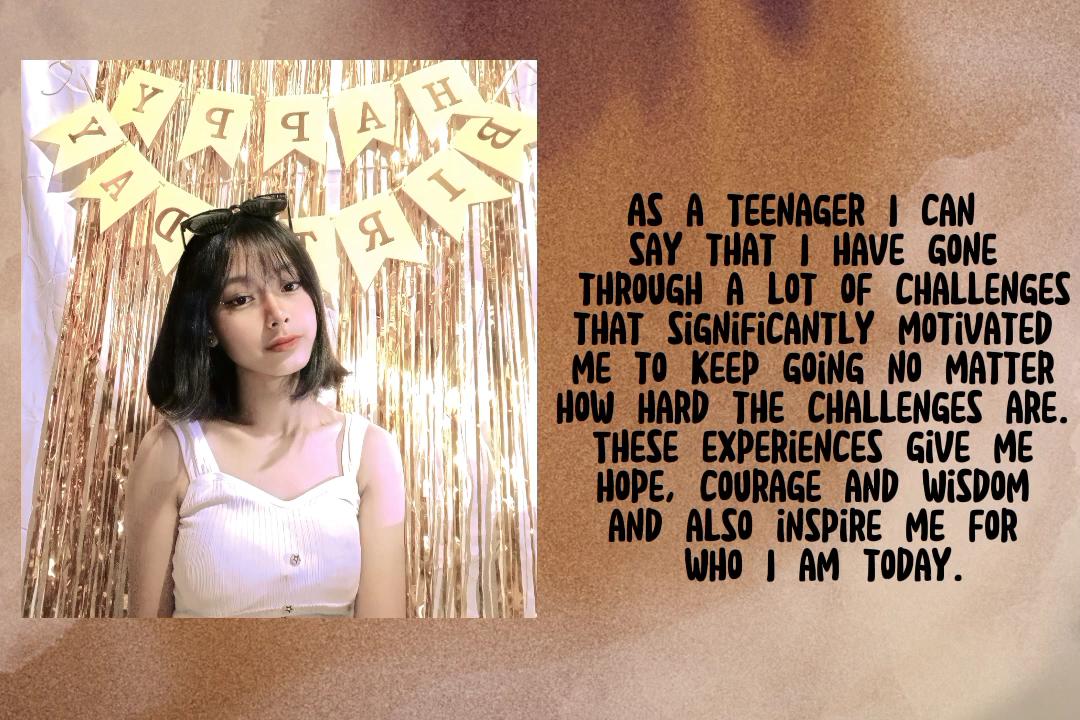 HAPPY
BIRTDAY
AS A TEENAGER I CAN
SAY THAT I HAVE GONE
THROUGH A LOT OF CHALLENGES
THAT SiGNiFiCANTLY MOTiVATED
ME TO KEEP GOiNG NO MATTER
HOW HARD THE CHALLENGES ARE.
THESE EXPERiENCES GiVE ME
HOPE, COURAGE AND WiSDOM
AND ALSO iNSPiRE ME FOR
WHO I AM TODAY.